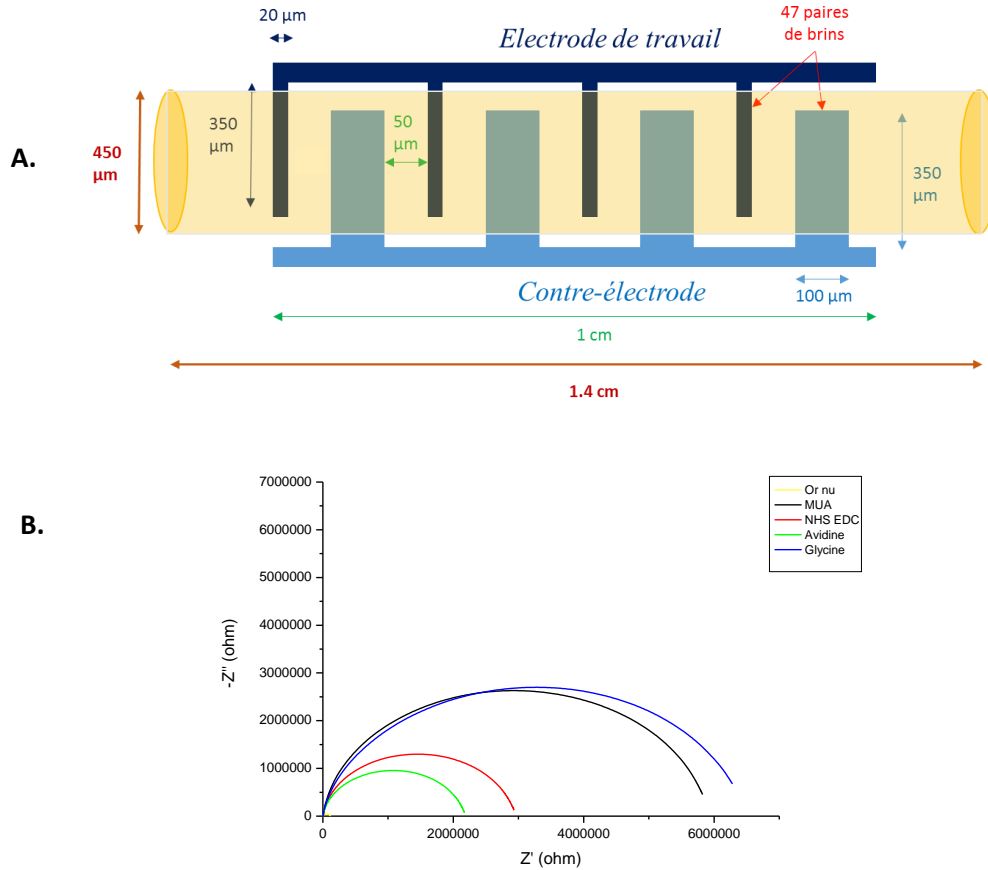 20 µm
Electrode de travail
47 paires
de brins
A.
450
µm
350
µm
50
µm
350
µm
Contre-électrode
100 µm
1 cm
1.4 cm
B.
7000000
6000000
5000000
4000000
3000000
2000000
1000000
0
-Z'' (ohm)
0
2000000
4000000
6000000
Z' (ohm)
Or nu
MUA
NHS EDC
Avidine
Glycine